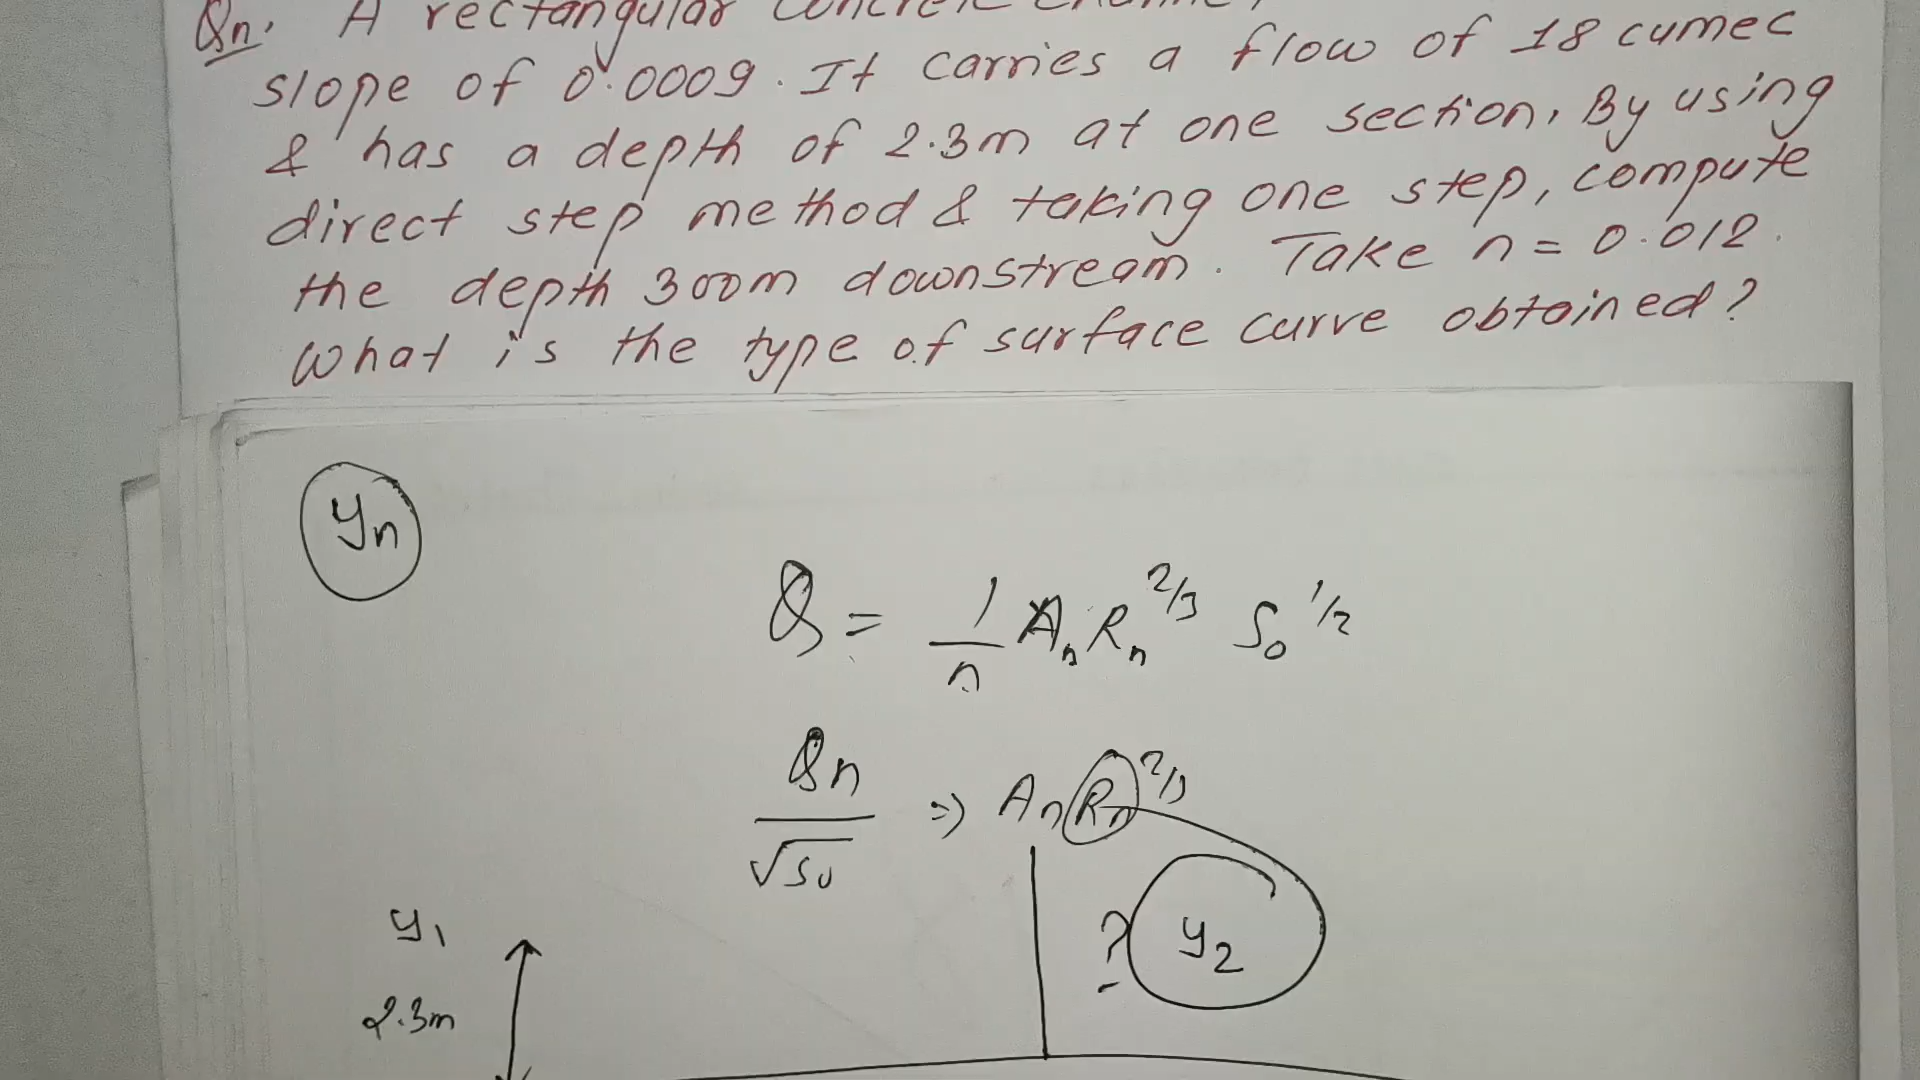 Qn. A rectangular concrete channel
slope of 0.0009. It carries a flow of 18 cumec
& has a depth of 2.3m at one section, By using
direct step method & taking one step, compute
the depth 300m downstream. Take n = 0.012.
What is the type of surface curve obtained?
yn
Q = 1/n An Rn^2/3 So^1/2
Qn/√So => An Rn^2/3
y1
? y2
2.3m